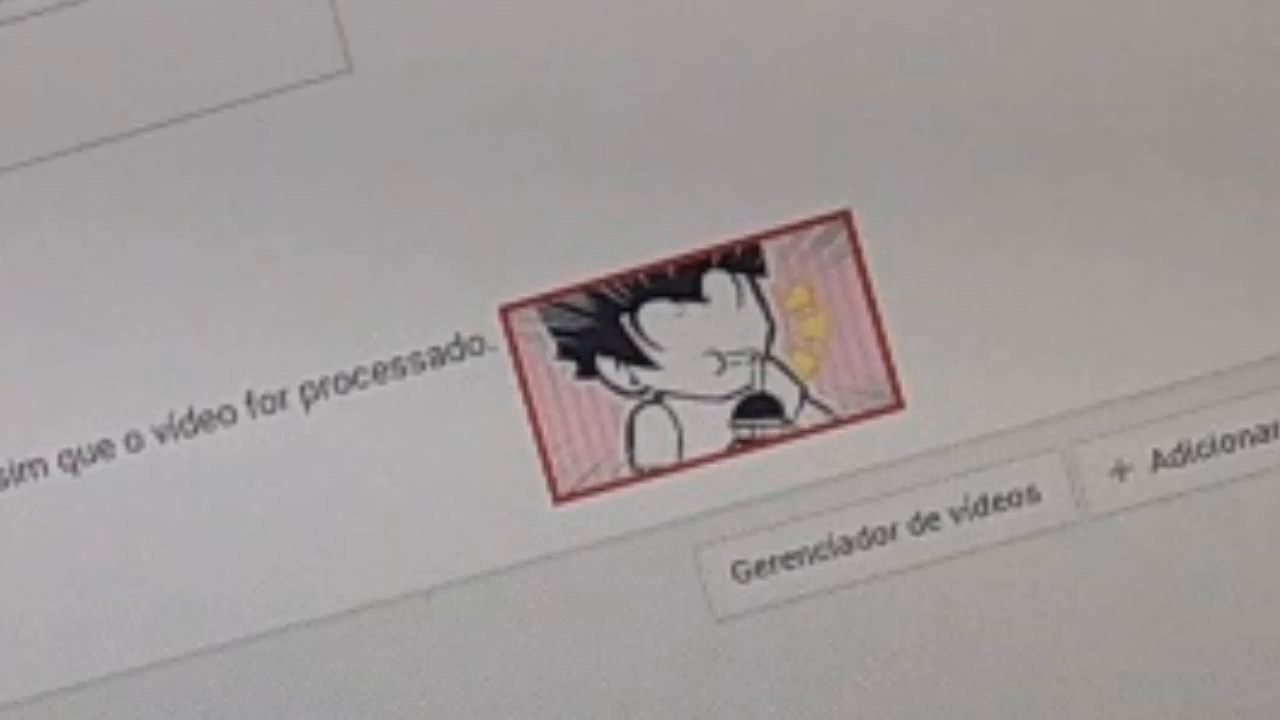 sim que o vídeo for processado.
Gerenciador de vídeos
+ Adicionar